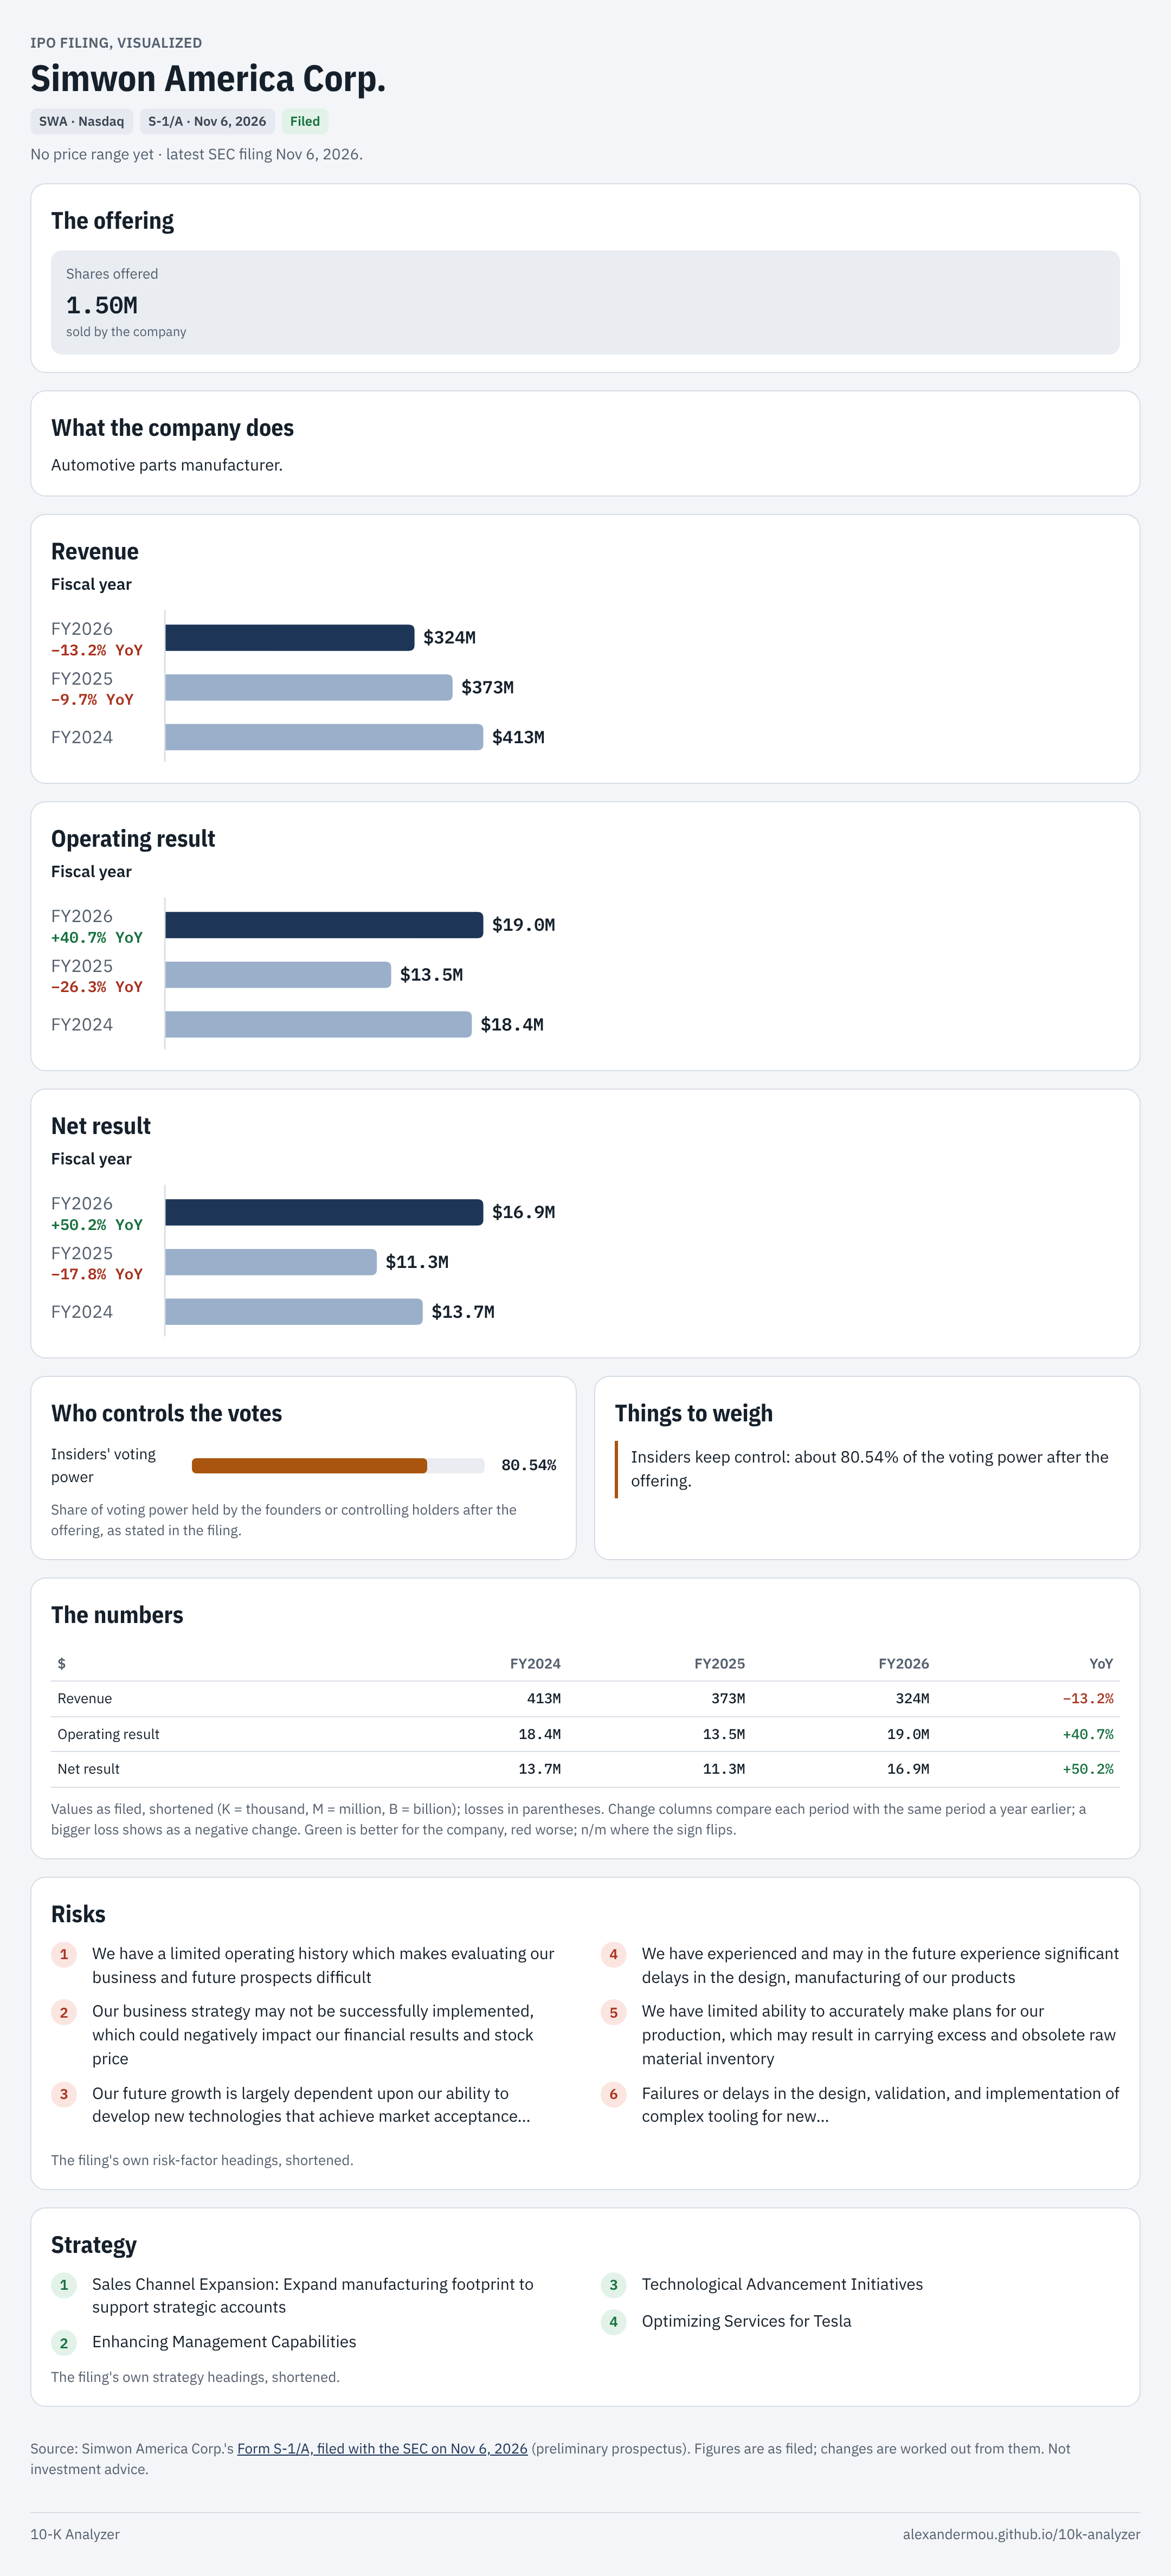 IPO FILING, VISUALIZED
Simwon America Corp.
SWA · Nasdaq
S-1/A · Nov 6, 2026
Filed
No price range yet · latest SEC filing Nov 6, 2026.
The offering
Shares offered
1.50M
sold by the company
What the company does
Automotive parts manufacturer.
Revenue
Fiscal year
FY2026
−13.2% YoY
$324M
FY2025
−9.7% YoY
$373M
FY2024
$413M
Operating result
Fiscal year
FY2026
+40.7% YoY
$19.0M
FY2025
−26.3% YoY
$13.5M
FY2024
$18.4M
Net result
Fiscal year
FY2026
+50.2% YoY
$16.9M
FY2025
−17.8% YoY
$11.3M
FY2024
$13.7M
Who controls the votes
Insiders' voting
power
80.54%
Share of voting power held by the founders or controlling holders after the
offering, as stated in the filing.
Things to weigh
Insiders keep control: about 80.54% of the voting power after the
offering.
The numbers
$ FY2024 FY2025 FY2026 YoY
Revenue 413M 373M 324M −13.2%
Operating result 18.4M 13.5M 19.0M +40.7%
Net result 13.7M 11.3M 16.9M +50.2%
Values as filed, shortened (K = thousand, M = million, B = billion); losses in parentheses. Change columns compare each period with the same period a year earlier; a
bigger loss shows as a negative change. Green is better for the company, red worse; n/m where the sign flips.
Risks
1 We have a limited operating history which makes evaluating our
business and future prospects difficult
2 Our business strategy may not be successfully implemented,
which could negatively impact our financial results and stock
price
3 Our future growth is largely dependent upon our ability to
develop new technologies that achieve market acceptance…
4 We have experienced and may in the future experience significant
delays in the design, manufacturing of our products
5 We have limited ability to accurately make plans for our
production, which may result in carrying excess and obsolete raw
material inventory
6 Failures or delays in the design, validation, and implementation of
complex tooling for new…
The filing's own risk-factor headings, shortened.
Strategy
1 Sales Channel Expansion: Expand manufacturing footprint to
support strategic accounts
2 Enhancing Management Capabilities
3 Technological Advancement Initiatives
4 Optimizing Services for Tesla
The filing's own strategy headings, shortened.
Source: Simwon America Corp.'s Form S-1/A, filed with the SEC on Nov 6, 2026 (preliminary prospectus). Figures are as filed; changes are worked out from them. Not
investment advice.
10-K Analyzer
alexandermou.github.io/10k-analyzer